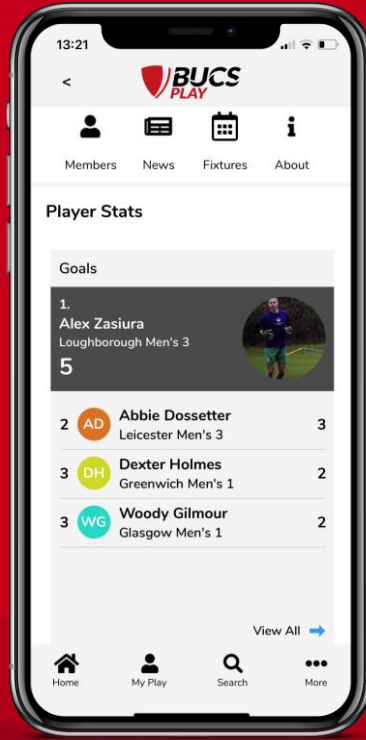 13:21
<
BUCS
PLAY
Members News Fixtures About
Player Stats
Goals
1.
Alex Zasiura
Loughborough Men's 3
5
2 AD Abbie Dossetter 3
Leicester Men's 3
3 DH Dexter Holmes 2
Greenwich Men's 1
3 WG Woody Gilmour 2
Glasgow Men's 1
View All
Home My Play Search More